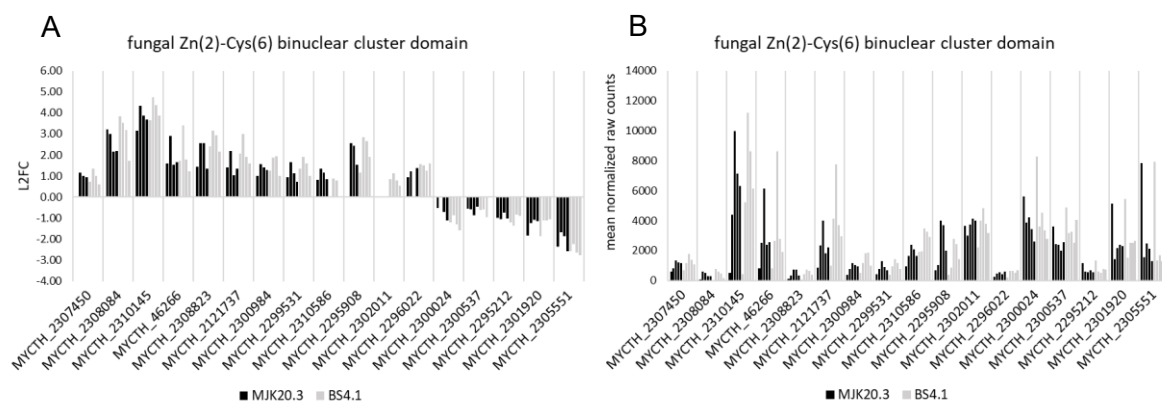 A
fungal Zn(2)-Cys(6) binuclear cluster domain
L2FC
6.00
5.00
4.00
3.00
2.00
1.00
0.00
-1.00
-2.00
-3.00
-4.00
MYCTH_2307450
MYCTH_2308084
MYCTH_2310145
MYCTH_46266
MYCTH_2308823
MYCTH_2121737
MYCTH_2300984
MYCTH_2299531
MYCTH_2310586
MYCTH_2295908
MYCTH_2302011
MYCTH_2296022
MYCTH_2300024
MYCTH_2300537
MYCTH_2295212
MYCTH_2301920
MYCTH_2305551
MJK20.3 BS4.1
B
fungal Zn(2)-Cys(6) binuclear cluster domain
mean normalized raw counts
14000
12000
10000
8000
6000
4000
2000
0
MYCTH_2307450
MYCTH_2308084
MYCTH_2310145
MYCTH_46266
MYCTH_2308823
MYCTH_2121737
MYCTH_2300984
MYCTH_2299531
MYCTH_2310586
MYCTH_2295908
MYCTH_2302011
MYCTH_2296022
MYCTH_2300024
MYCTH_2300537
MYCTH_2295212
MYCTH_2301920
MYCTH_2305551
MJK20.3 BS4.1